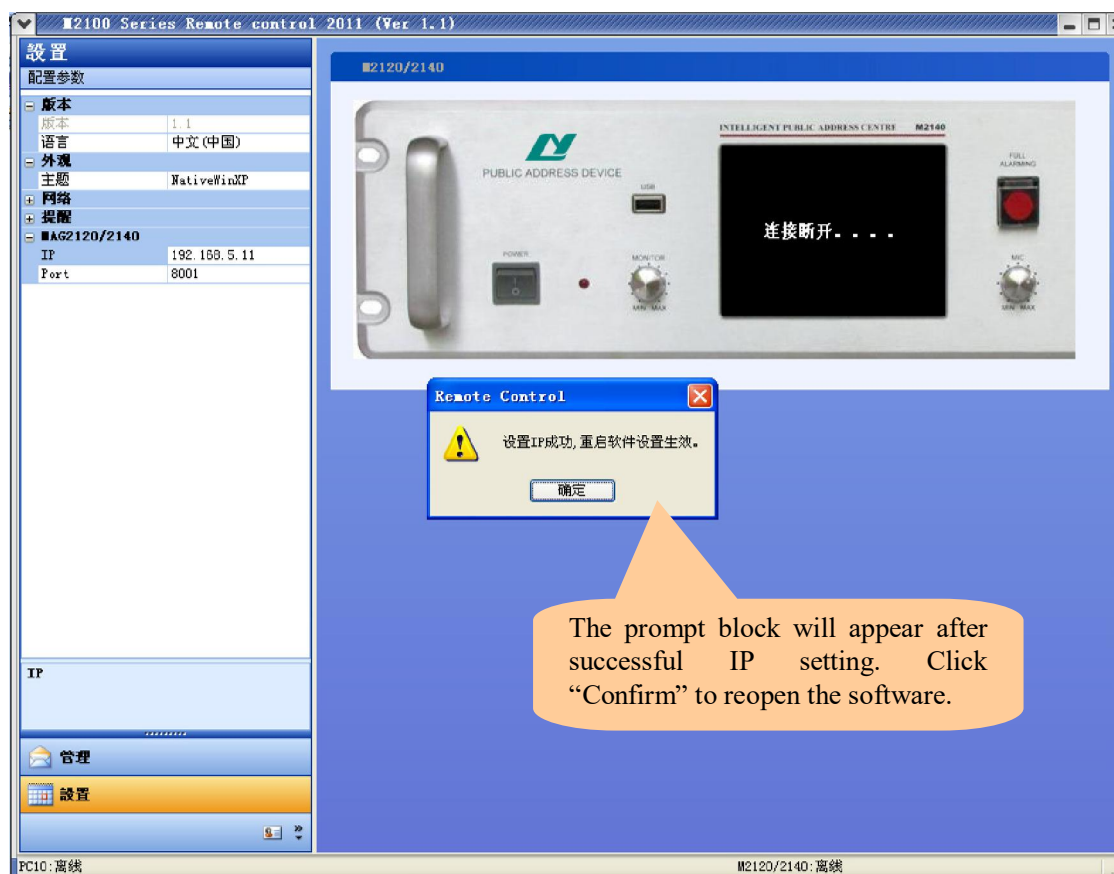 M2100 Series Remote control 2011 (Ver 1.1)
設置
配置参数
版本
版本 1.1
语言 中文(中国)
外观
主题 NativeWinXP
网络
提醒
MAG2120/2140
IP 192.168.5.11
Port 8001
IP
管理
設置
PC10:离线
M2120/2140
PUBLIC ADDRESS DEVICE
USB
POWER
MONITOR
MIN MAX
INTELLIGENT PUBLIC ADDRESS CENTRE M2140
连接断开. . . .
FULL
ALARMING
MIC
MIN MAX
Remote Control
设置IP成功,重启软件设置生效。
确定
The prompt block will appear after
successful IP setting. Click
“Confirm” to reopen the software.
M2120/2140:离线